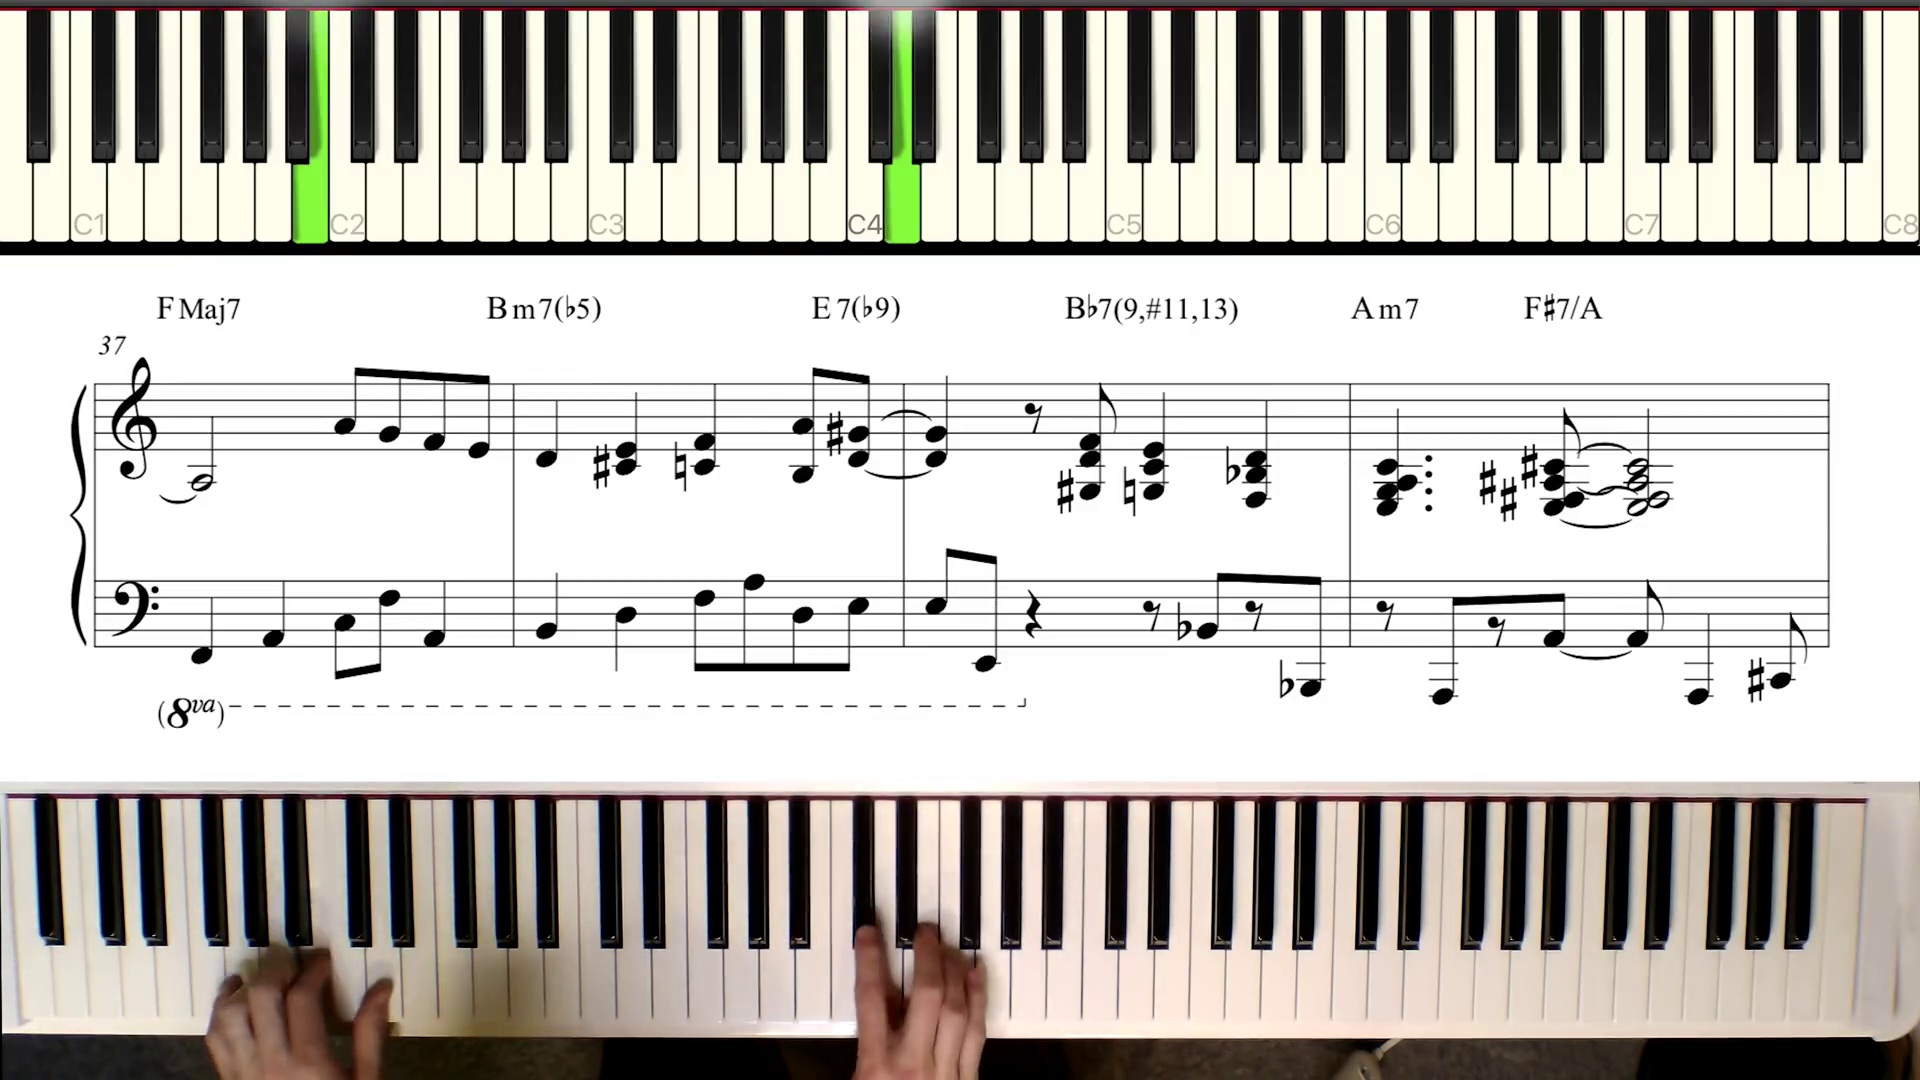 C1 C2 C3 C4 C5 C6 C7 C8
F Maj7 B m7(♭5) E 7(♭9) B♭7(9,#11,13) A m7 F♯7/A
37
(8va)